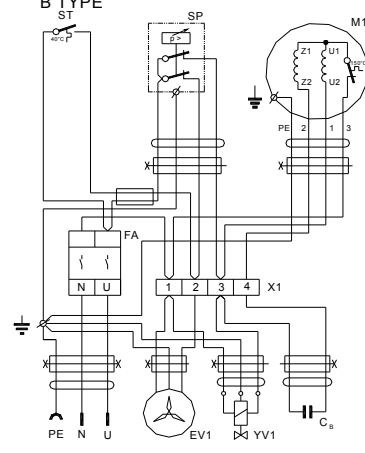 B TYPE
ST
SP
M1
40°C
p >
Z1 U1
150°C
Z2 U2
PE 2 1 3
FA
N U
1 2 3 4 X1
PE N U
EV1
YV1
C B